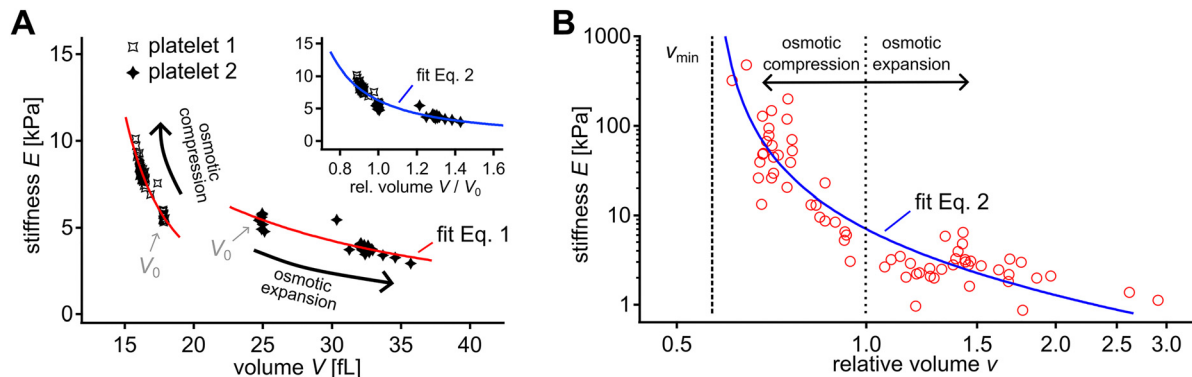 A
platelet 1
platelet 2
stiffness E [kPa]
15
10
5
0
15
20
25
30
35
40
volume V [fL]
osmotic
compression
V0
V0
osmotic
expansion
fit Eq. 1
15
10
5
0
0.8
1.0
1.2
1.4
1.6
rel. volume V / V0
fit Eq. 2
B
stiffness E [kPa]
1000
100
10
1
vmin
osmotic
compression
osmotic
expansion
fit Eq. 2
0.5
1.0
1.5
2.0
2.5
3.0
relative volume v